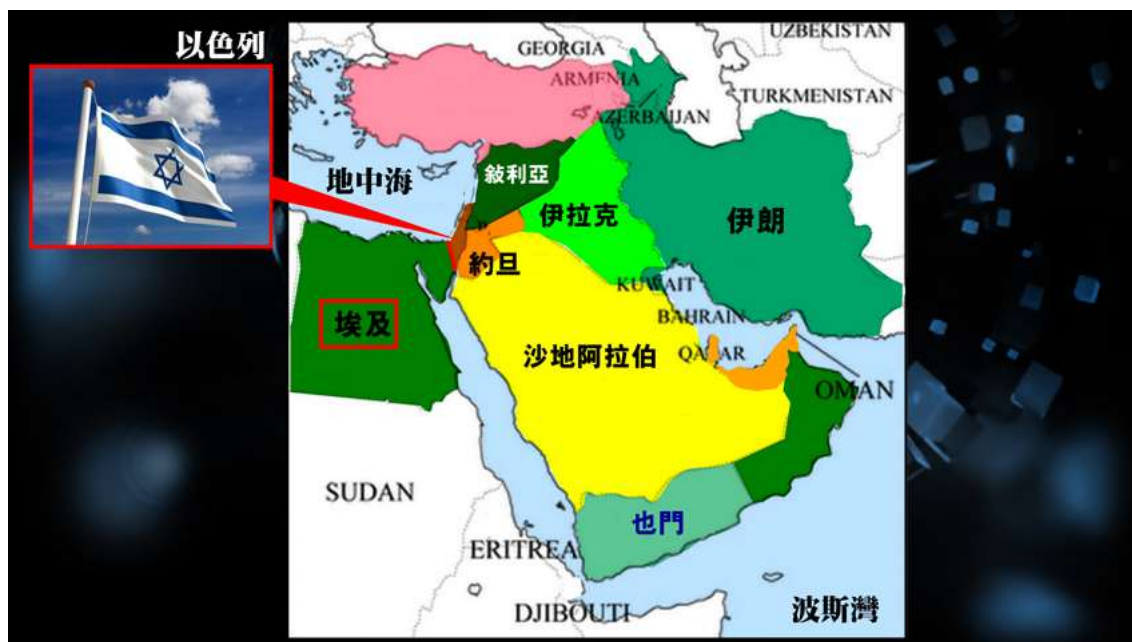 以色列
GEORGIA
UZBEKISTAN
ARMENIA
TURKMENISTAN
AZERBAIJAN
敍利亞
地中海
伊拉克
伊朗
約旦
KUWAIT
埃及
BAHRAIN
沙地阿拉伯
QATAR
OMAN
SUDAN
也門
ERITREA
DJIBOUTI
波斯灣